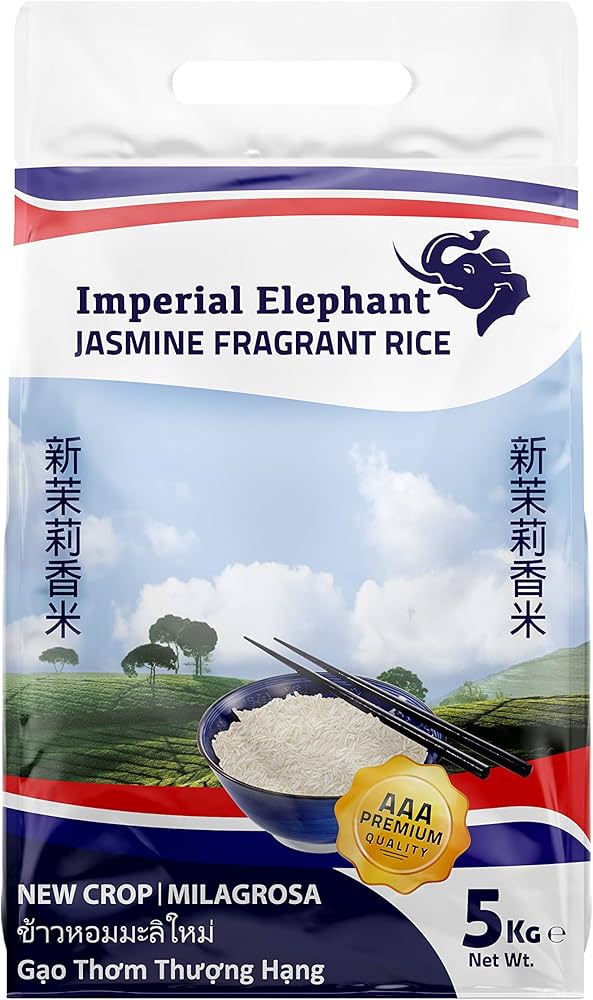 Imperial Elephant
JASMINE FRAGRANT RICE
新茉莉香米
新茉莉香米
AAA
PREMIUM
QUALITY
NEW CROP|MILAGROSA
ข้าวหอมมะลิใหม่
Gạo Thơm Thượng Hạng
5KG ℮
Net Wt.